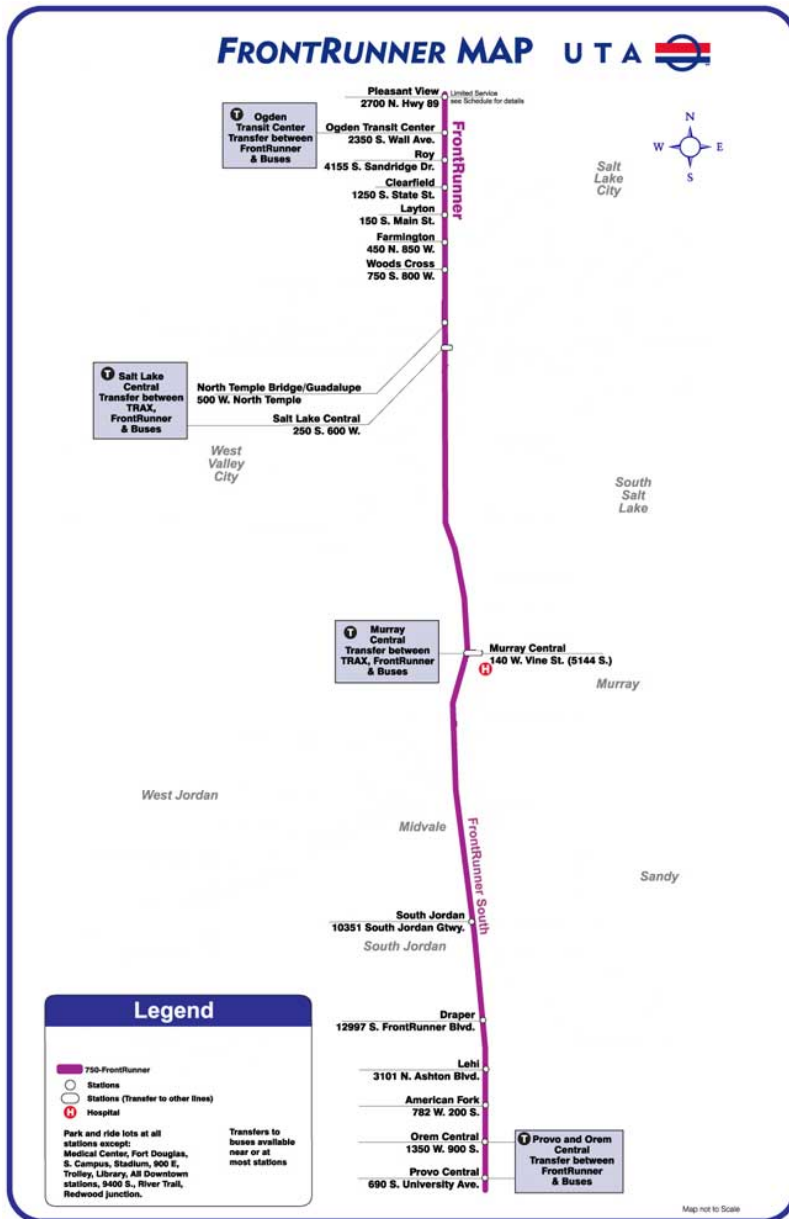 FRONTRUNNER MAP UTA
Pleasant View
2700 N. Hwy 89
Limited Service
see Schedule for details
T Ogden
Transit Center
Transfer between
FrontRunner
& Buses
Ogden Transit Center
2350 S. Wall Ave.
Roy
4155 S. Sandridge Dr.
Clearfield
1250 S. State St.
Layton
150 S. Main St.
Farmington
450 N. 850 W.
Woods Cross
750 S. 800 W.
FrontRunner
N
W E
S
Salt
Lake
City
T Salt Lake
Central
Transfer between
TRAX,
FrontRunner
& Buses
North Temple Bridge/Guadalupe
500 W. North Temple
Salt Lake Central
250 S. 600 W.
West
Valley
City
South
Salt
Lake
T Murray
Central
Transfer between
TRAX, FrontRunner
& Buses
Murray Central
140 W. Vine St. (5144 S.)
H
Murray
West Jordan
Midvale
FrontRunner South
Sandy
South Jordan
10351 South Jordan Gtwy.
South Jordan
Draper
12997 S. FrontRunner Blvd.
Lehi
3101 N. Ashton Blvd.
American Fork
782 W. 200 S.
Orem Central
1350 W. 900 S.
Provo Central
690 S. University Ave.
T Provo and Orem
Central
Transfer between
FrontRunner
& Buses
Legend
750-FrontRunner
Stations
Stations (Transfer to other lines)
H Hospital
Park and ride lots at all
stations except:
Medical Center, Fort Douglas,
S. Campus, Stadium, 900 E,
Trolley, Library, All Downtown
stations, 9400 S., River Trail,
Redwood junction.
Transfers to
buses available
near or at
most stations
Map not to Scale